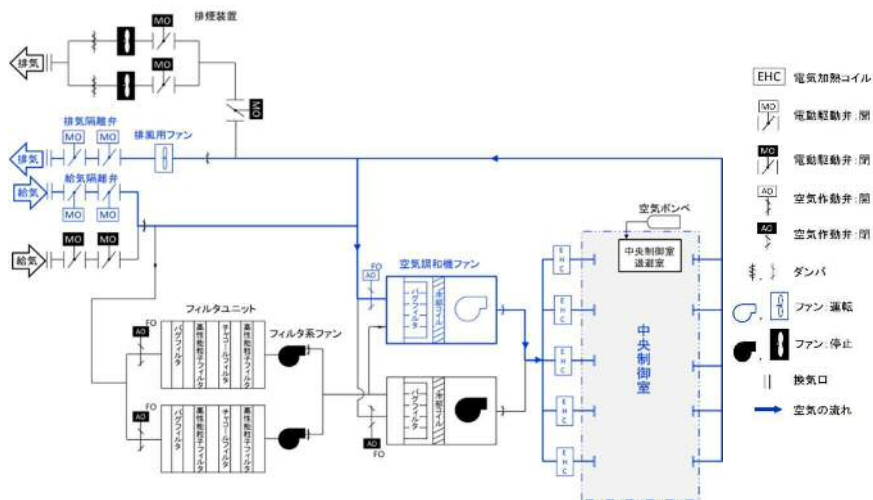 排煙装置
MO
排気
MO
MO
排気隔離弁
MO
MO
排風用ファン
排気
給気隔離弁
給気
MO
MO
MO
MO
給気
空気ボンベ
中央制御室
退避室
中央制御室
FO
AO
空気調和機ファン
バグフィルタ
冷却コイル
フィルタユニット
FO
AO
バグフィルタ
高性能粒子フィルタ
チャコールフィルタ
高性能粒子フィルタ
フィルタ系ファン
バグフィルタ
冷却コイル
AO
FO
FO
AO
バグフィルタ
高性能粒子フィルタ
チャコールフィルタ
高性能粒子フィルタ
EHC
EHC
EHC
EHC
EHC
EHC
電気加熱コイル
MO
電動駆動弁:開
MO
電動駆動弁:閉
AO
空気作動弁:開
AO
空気作動弁:閉
ダンパ
ファン:運転
ファン:停止
換気口
空気の流れ